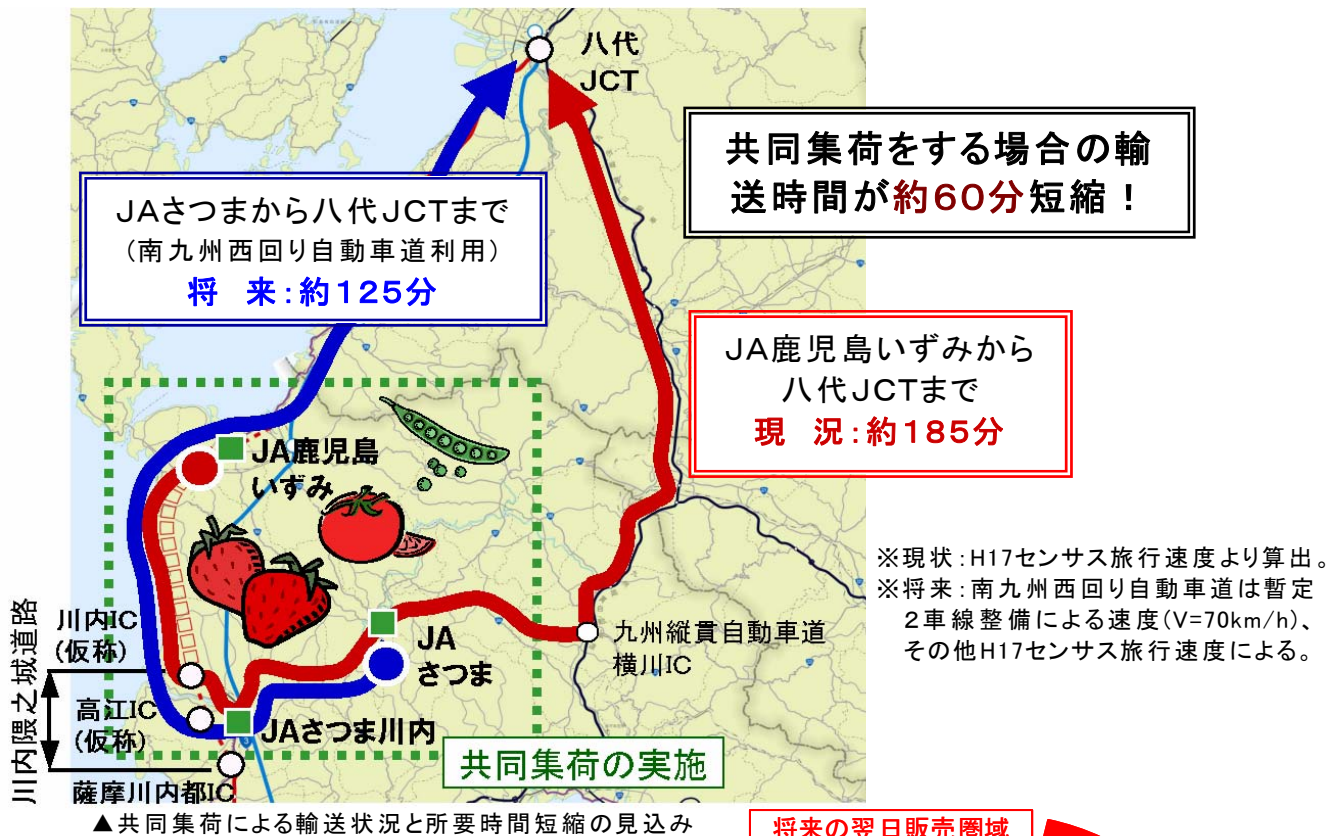 八代
JCT
共同集荷をする場合の輸
送時間が約60分短縮！
JAさつまから八代JCTまで
(南九州西回り自動車道利用)
将　来：約125分
JA鹿児島いずみから
八代JCTまで
現　況：約185分
JA鹿児島
いずみ
※現状：H17センサス旅行速度より算出。
※将来：南九州西回り自動車道は暫定
2車線整備による速度(V=70km/h)、
その他H17センサス旅行速度による。
川内隈之城道路
川内IC
(仮称)
高江IC
(仮称)
薩摩川内都IC
JA
さつま
九州縦貫自動車道
横川IC
JAさつま川内
共同集荷の実施
▲共同集荷による輸送状況と所要時間短縮の見込み
将来の翌日販売圏域